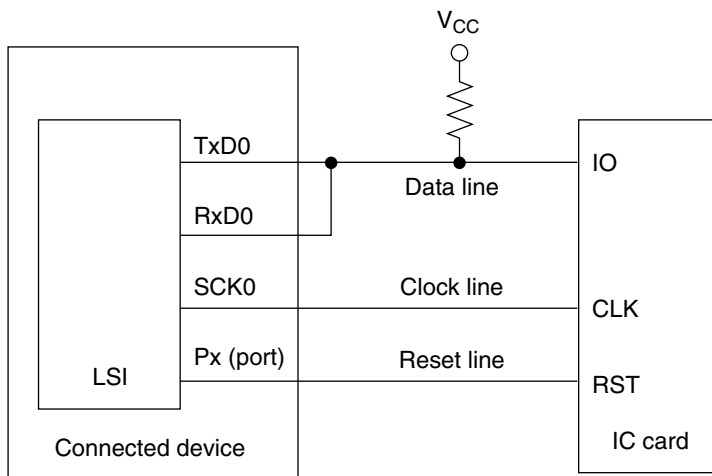 VCC
TxD0
IO
Data line
RxD0
SCK0
Clock line
CLK
Px (port)
Reset line
LSI
RST
Connected device
IC card